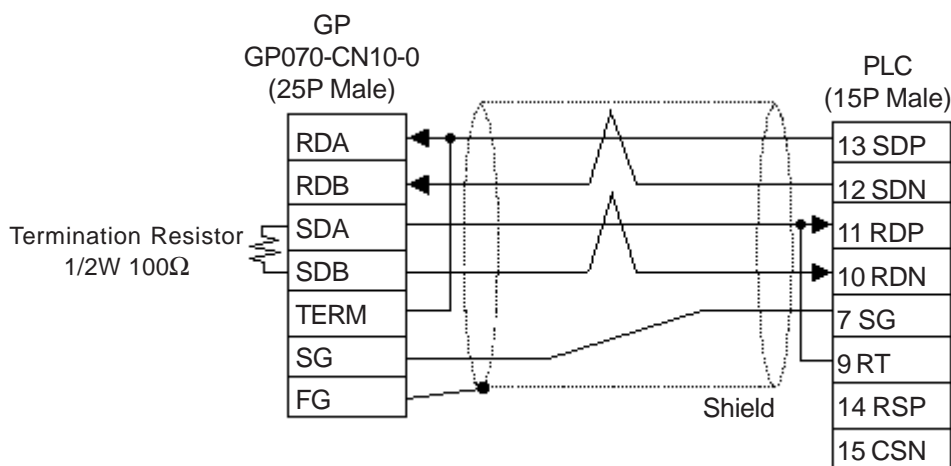 GP
GP070-CN10-0
(25P Male)
PLC
(15P Male)
RDA
RDB
SDA
SDB
TERM
SG
FG
Termination Resistor
1/2W 100Ω
Shield
13 SDP
12 SDN
11 RDP
10 RDN
7 SG
9 RT
14 RSP
15 CSN